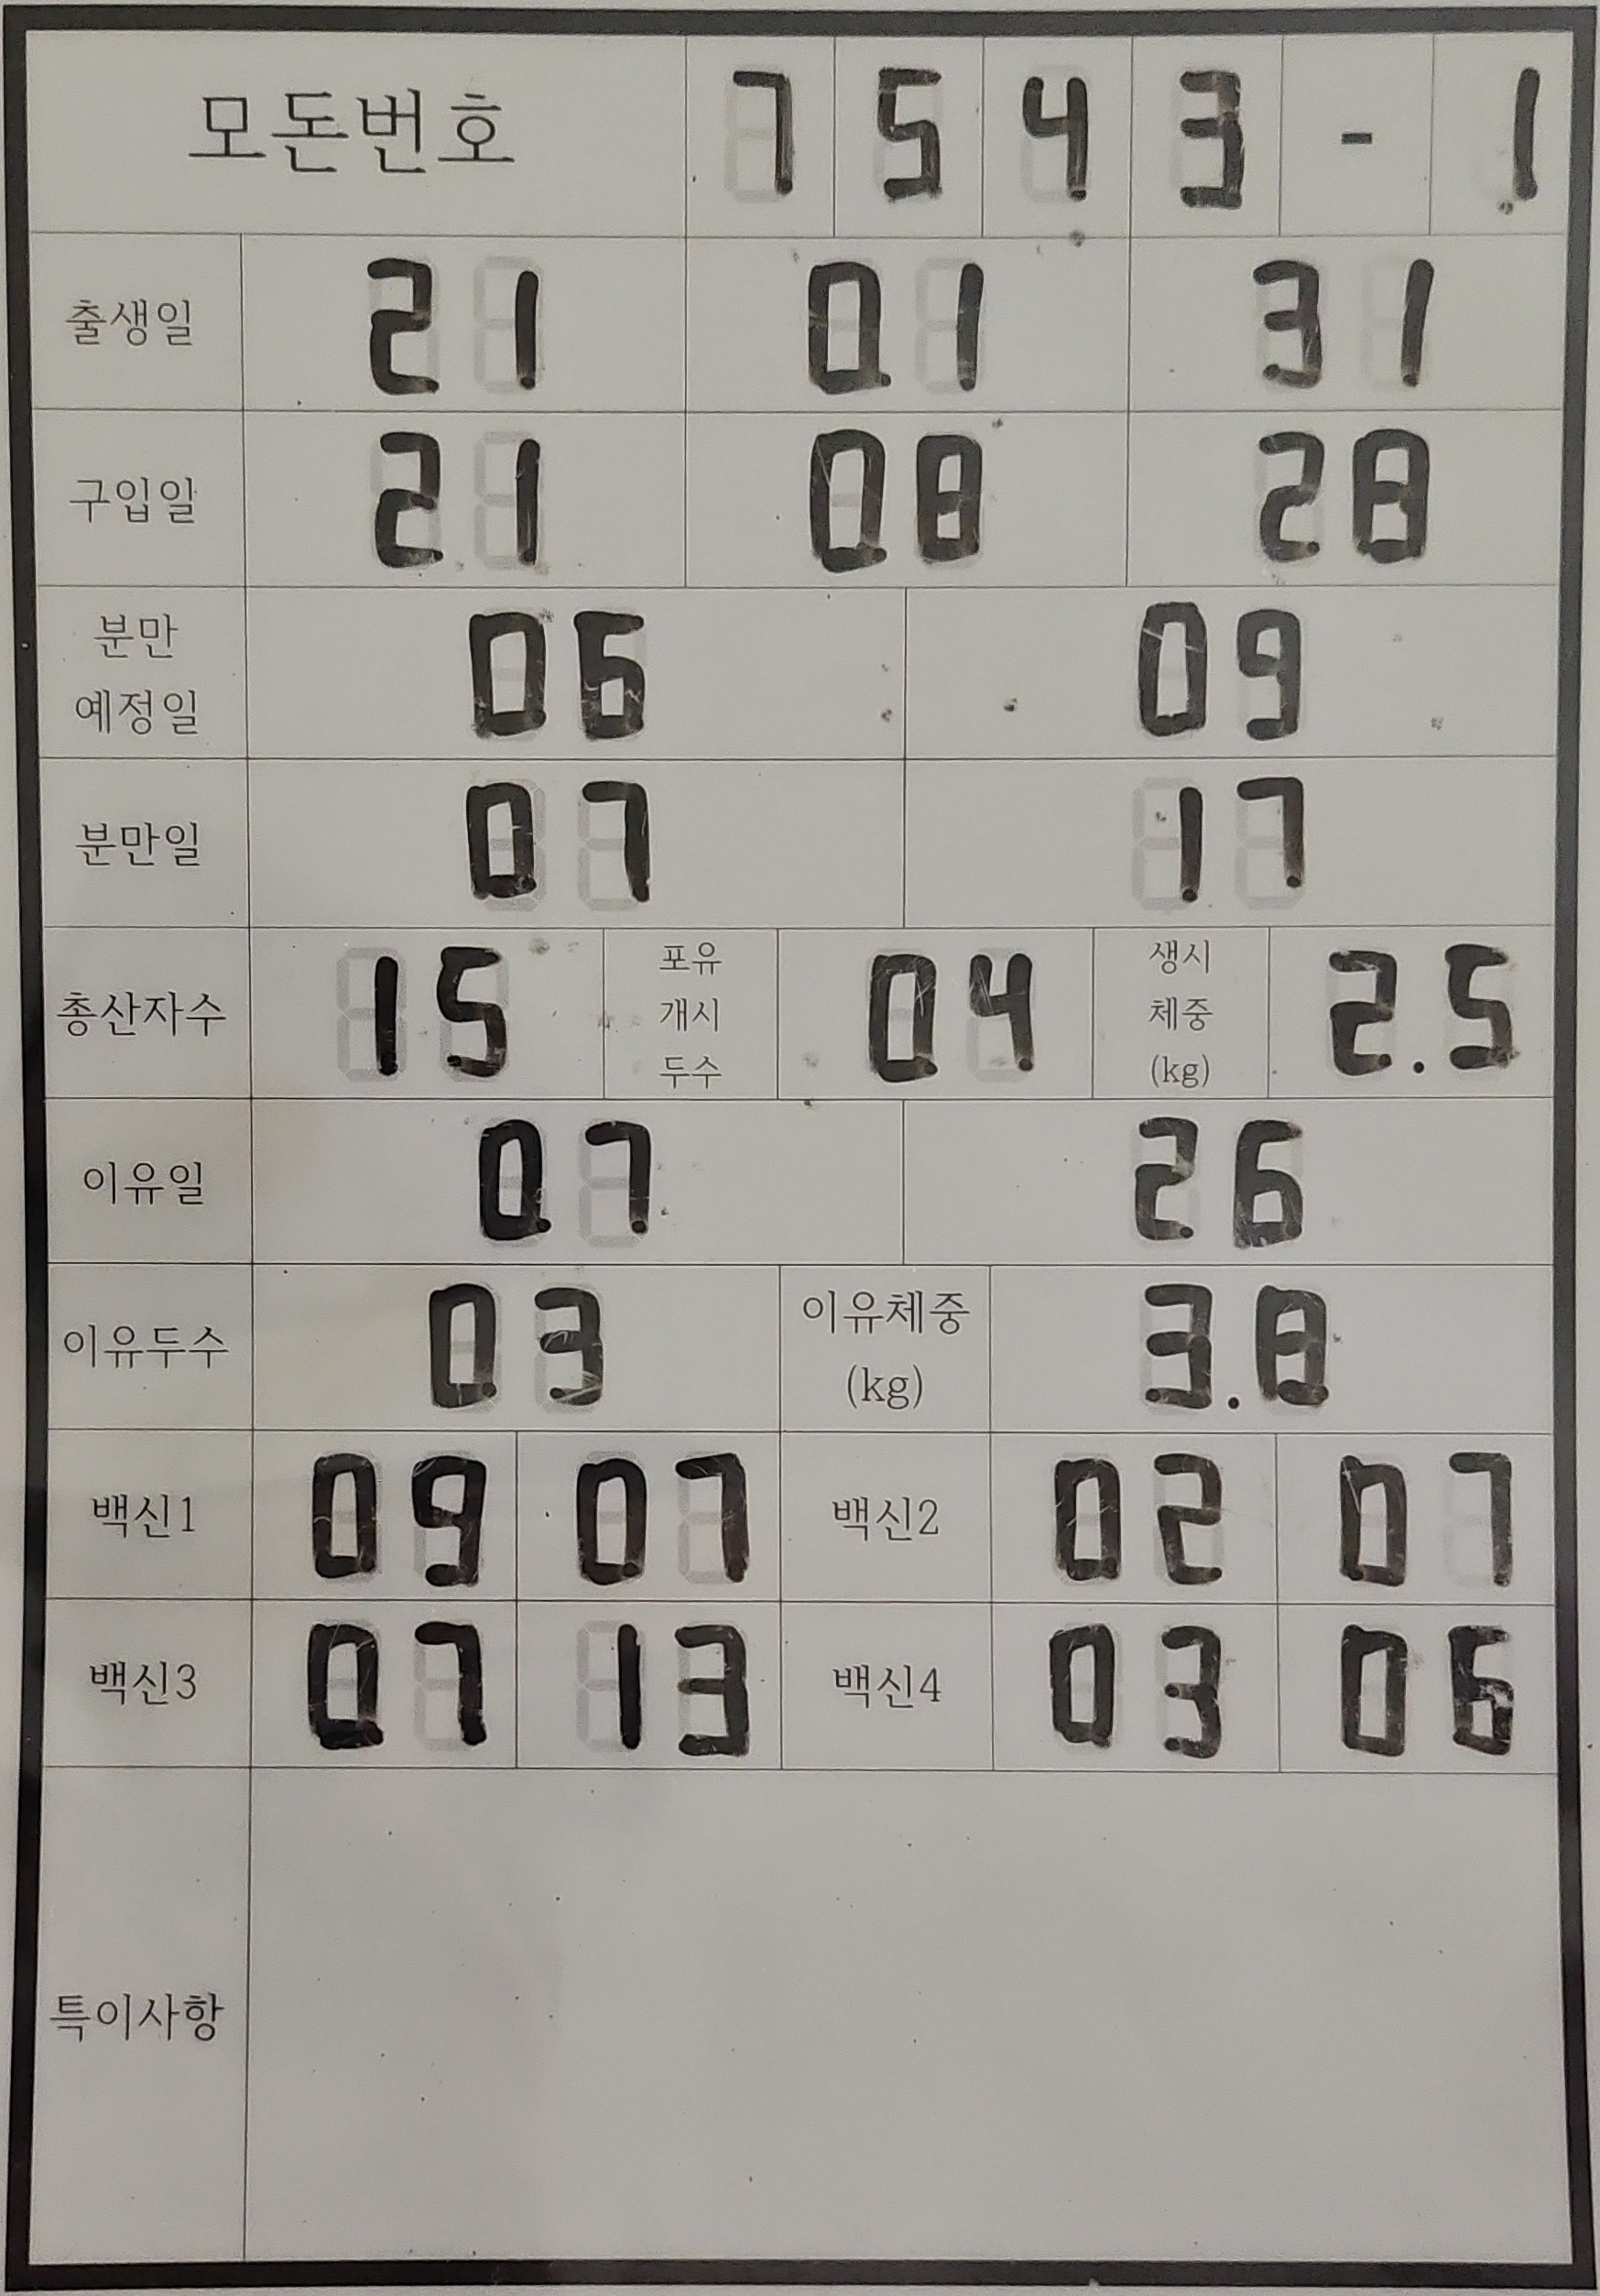 모돈번호 7 5 4 3 - 1
출생일 21 01 31
구입일 21 08 28
분만
예정일 06 09
분만일 07 17
총산자수 15 포유
개시
두수 04 생시
체중
(kg) 2.5
이유일 07 26
이유두수 03 이유체중
(kg) 3.8
백신1 09 07 백신2 02 07
백신3 07 13 백신4 03 06
특이사항